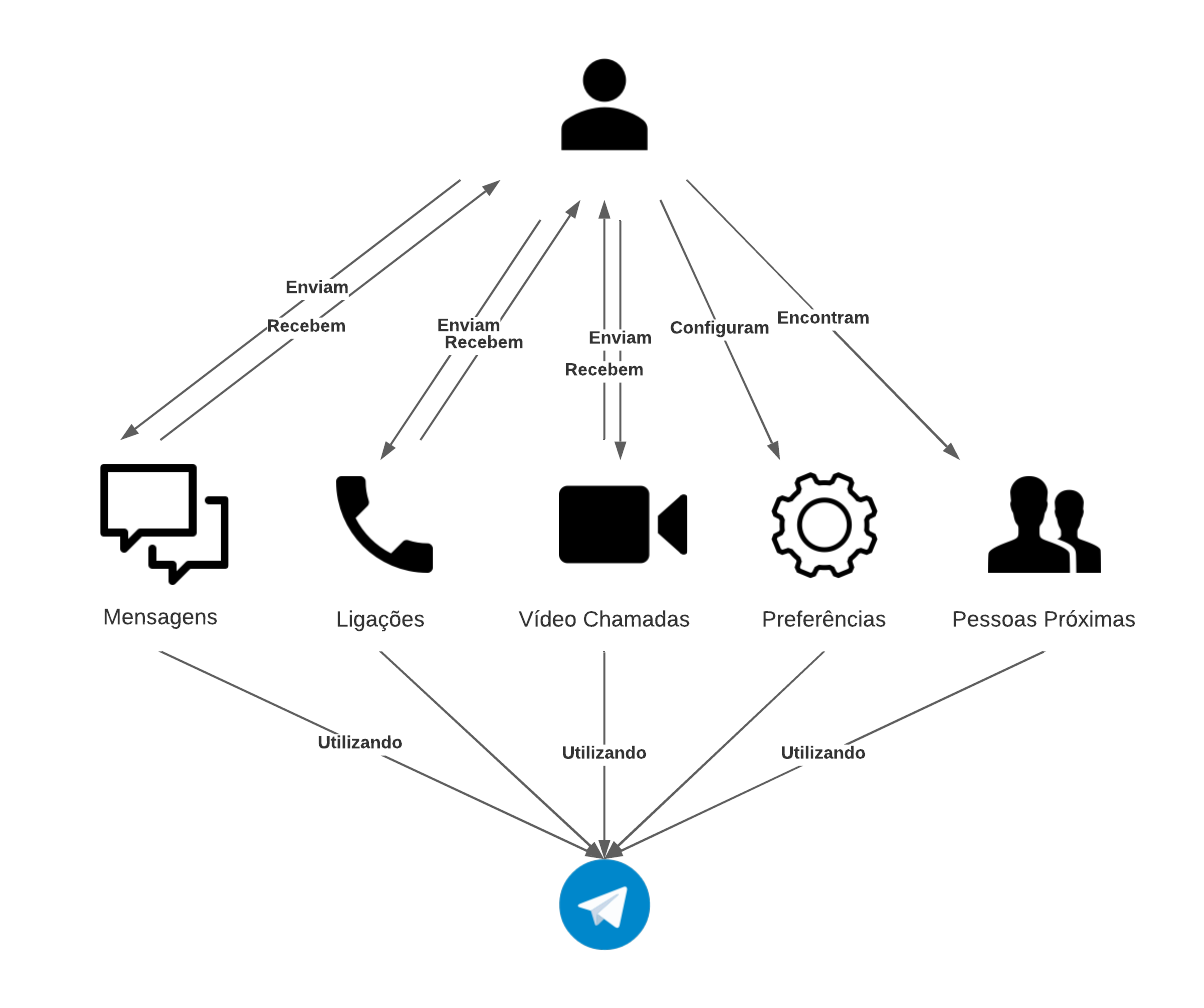 Enviam
Recebem
Enviam
Recebem
Enviam
Recebem
Configuram
Encontram
Mensagens
Ligações
Vídeo Chamadas
Preferências
Pessoas Próximas
Utilizando
Utilizando
Utilizando